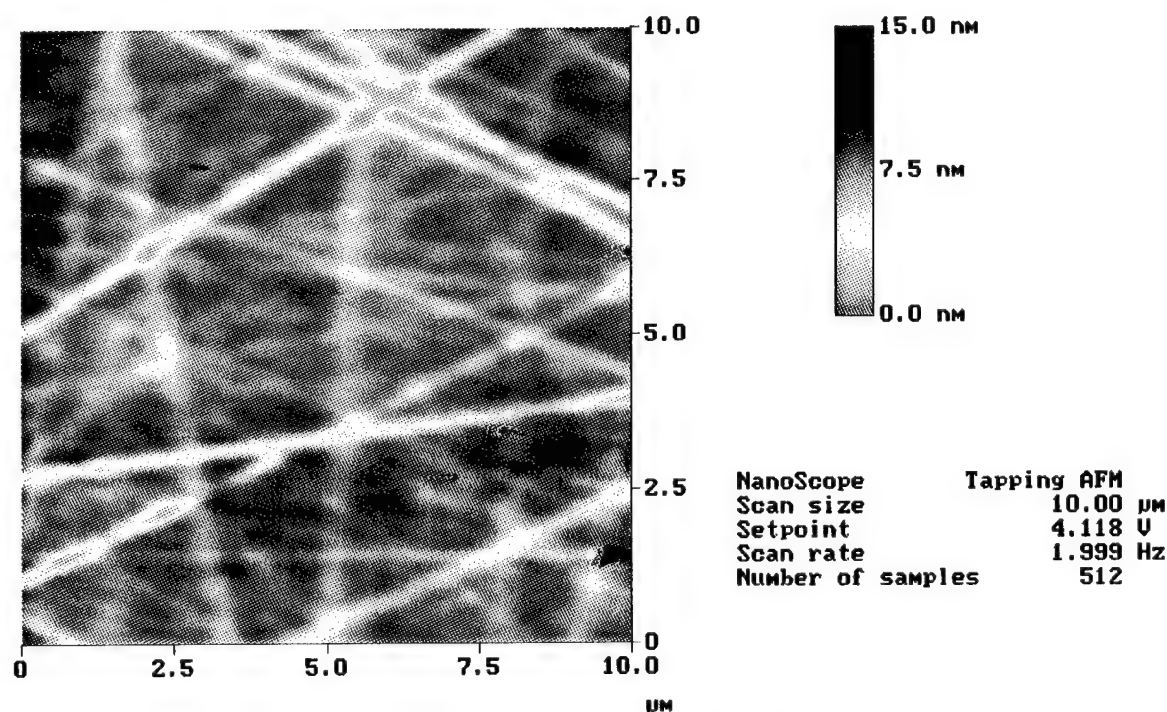 10.0
7.5
5.0
2.5
0
0 2.5 5.0 7.5 10.0
µM
15.0 nM
7.5 nM
0.0 nM
NanoScope Tapping AFM
Scan size 10.00 µM
Setpoint 4.118 V
Scan rate 1.999 Hz
Number of samples 512